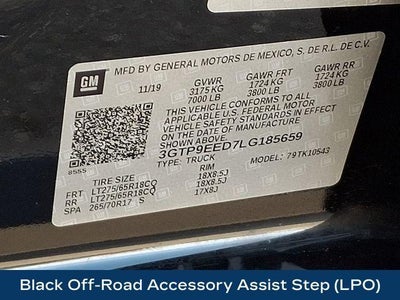 GM
MFD BY GENERAL MOTORS DE MEXICO, S. DE R.L. DE C.V.
11/19 GVWR GAWR FRT GAWR RR
3175 KG 1724 KG 1724 KG
7000 LB 3800 LB 3800 LB
THIS VEHICLE CONFORMS TO ALL
APPLICABLE U.S. FEDERAL MOTOR
VEHICLE SAFETY STANDARDS IN
EFFECT ON THE DATE OF
MANUFACTURE SHOWN ABOVE.
3GTP9EED7LG185659
TYPE: TRUCK MODEL: 79TK10543
8555
TIRE SIZE RIM
FRT LT275/65R18CQ 18X8.5J
RR LT275/65R18CQ 18X8.5J
SPA 265/70R17 S 17X8J
Black Off-Road Accessory Assist Step (LPO)